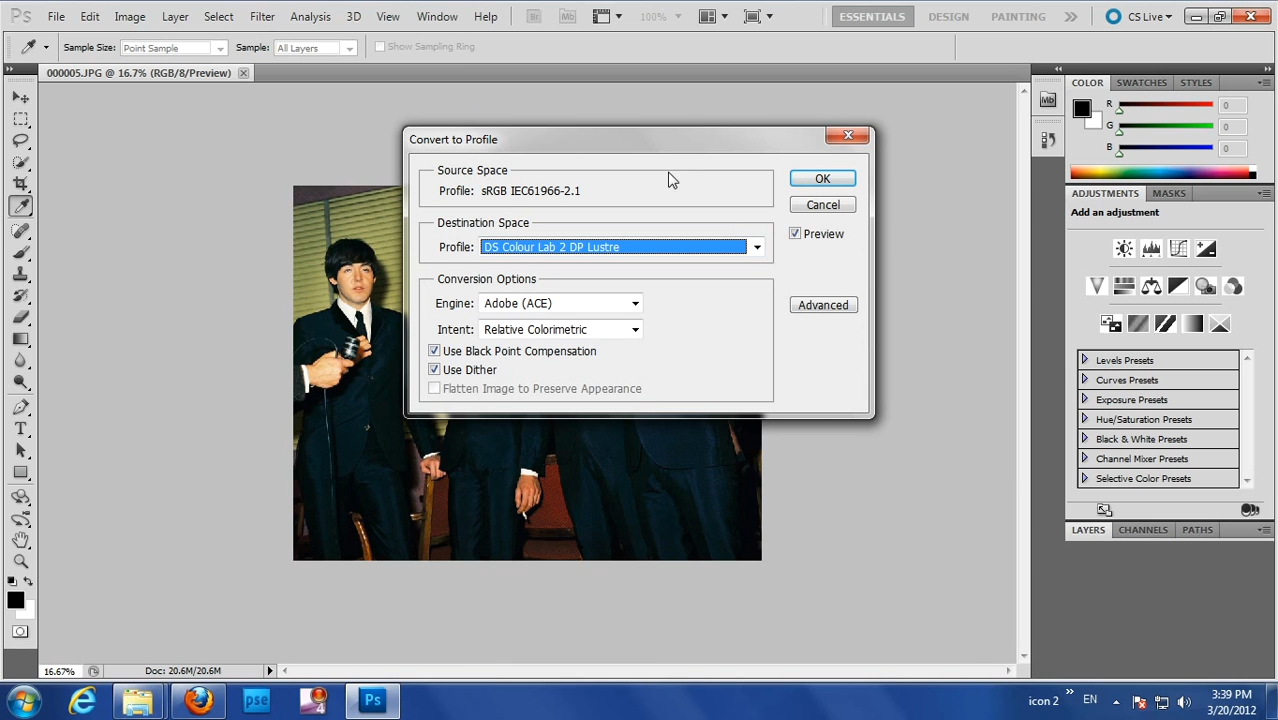 Ps File Edit Image Layer Select Filter Analysis 3D View Window Help Br Mb 100% ESSENTIALS DESIGN PAINTING CS Live
Sample Size: Point Sample Sample: All Layers Show Sampling Ring
000005.JPG @ 16.7% (RGB/8/Preview)
COLOR SWATCHES STYLES
Mb
R 0
G 0
B 0
Convert to Profile
Source Space
Profile: sRGB IEC61966-2.1
OK
Cancel
Destination Space
Profile: DS Colour Lab 2 DP Lustre
Preview
Conversion Options
Engine: Adobe (ACE)
Advanced
Intent: Relative Colorimetric
Use Black Point Compensation
Use Dither
Flatten Image to Preserve Appearance
ADJUSTMENTS MASKS
Add an adjustment
Levels Presets
Curves Presets
Exposure Presets
Hue/Saturation Presets
Black & White Presets
Channel Mixer Presets
Selective Color Presets
LAYERS CHANNELS PATHS
T
16.67% Doc: 20.6M/20.6M
pse 4 Ps icon 2 » EN
3:39 PM
3/20/2012